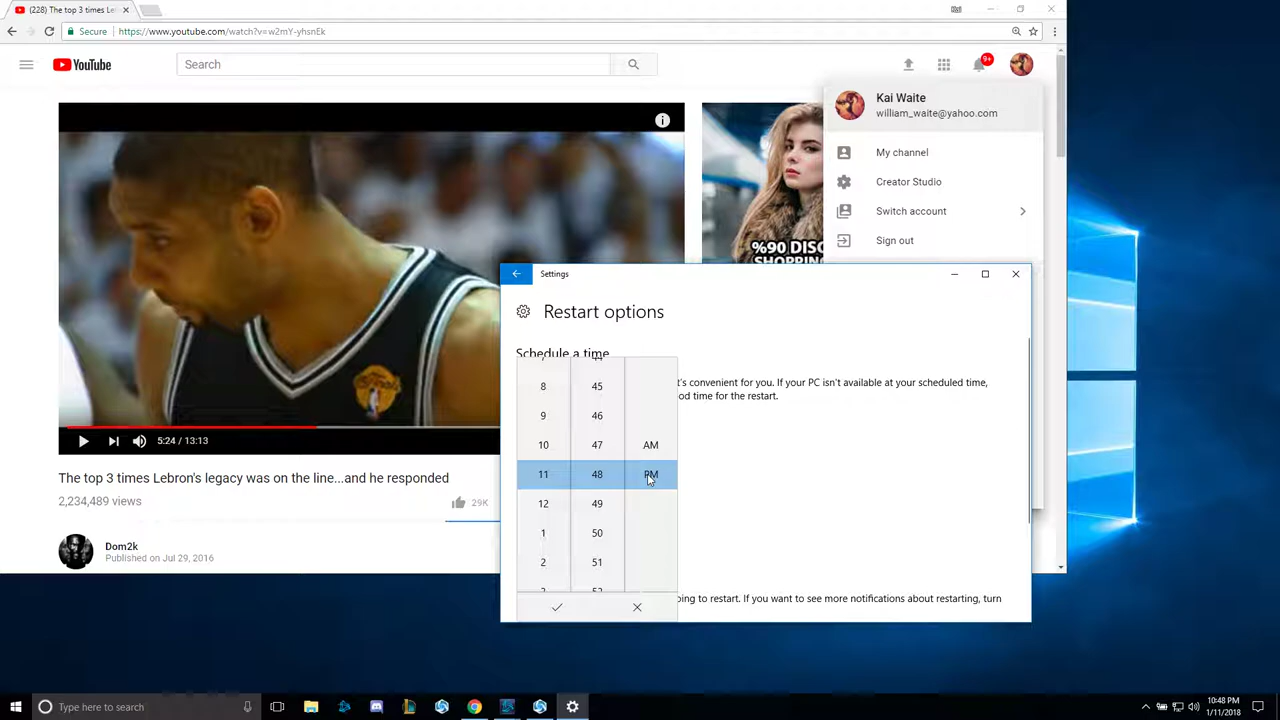 (228) The top 3 times Le
Secure
https://www.youtube.com/watch?v=w2mY-yhsnEk
YouTube
Search
9+
Kai Waite
william_waite@yahoo.com
My channel
Creator Studio
Switch account
Sign out
%90 DISC
SHOPPIN
5:24 / 13:13
The top 3 times Lebron's legacy was on the line...and he responded
2,234,489 views
29K
Dom2k
Published on Jul 29, 2016
Settings
Restart options
Schedule a time
t's convenient for you. If your PC isn't available at your scheduled time,
od time for the restart.
8 45
9 46
10 47 AM
11 48 PM
12 49
1 50
2 51
ping to restart. If you want to see more notifications about restarting, turn
Type here to search
10:48 PM
1/11/2018